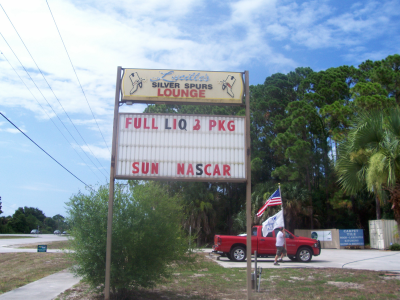 Lucille's
SILVER SPURS
LOUNGE
FULL LIQ 3 PKG
SUN NASCAR